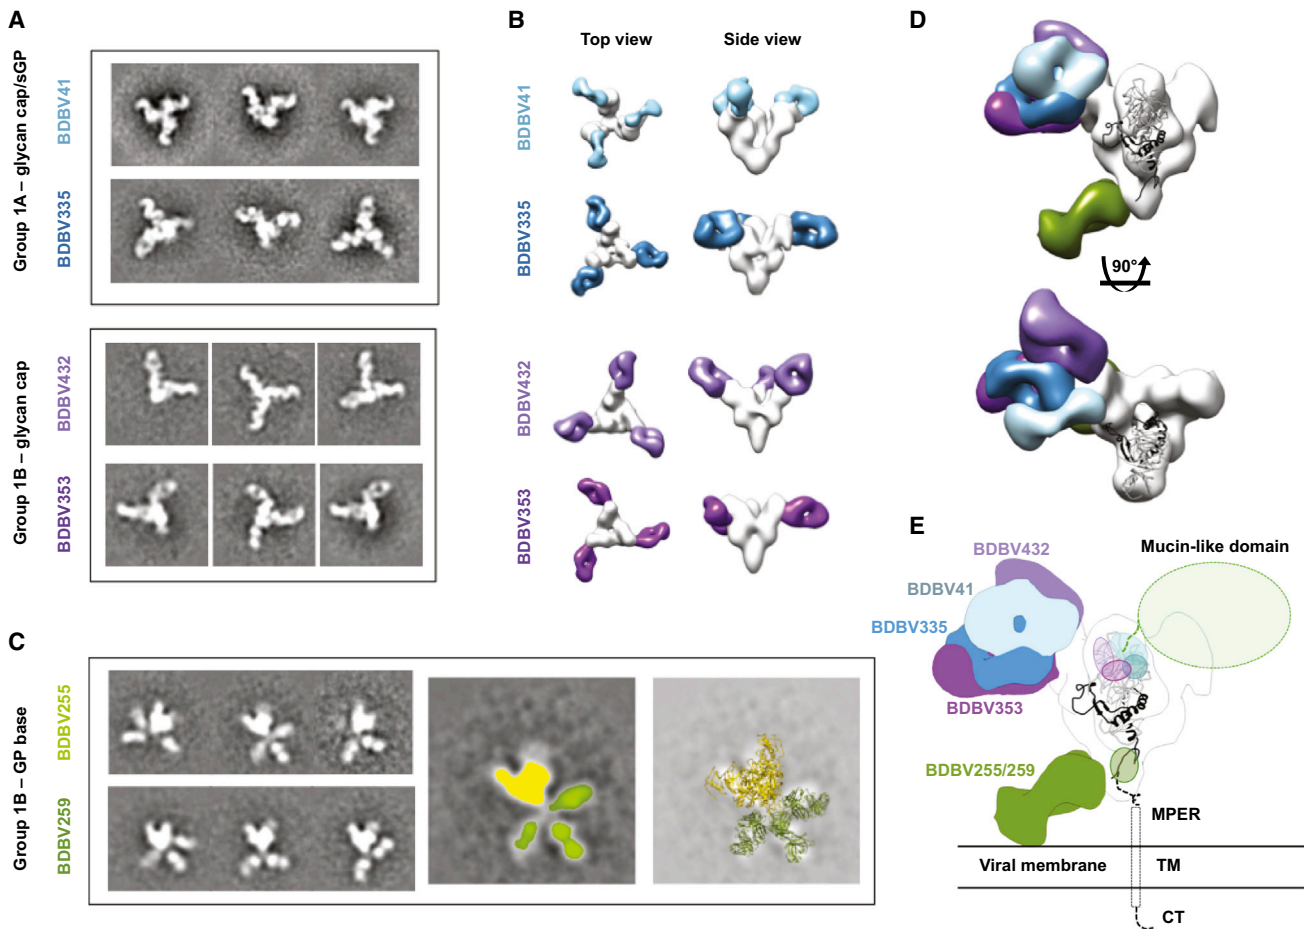 A
Group 1A – glycan cap/sGP
BDBV41
BDBV335
Group 1B – glycan cap
BDBV432
BDBV353
B
Top view
Side view
BDBV41
BDBV335
BDBV432
BDBV353
C
Group 1B – GP base
BDBV255
BDBV259
D
90°
E
BDBV432
Mucin-like domain
BDBV41
BDBV335
BDBV353
BDBV255/259
MPER
Viral membrane
TM
CT